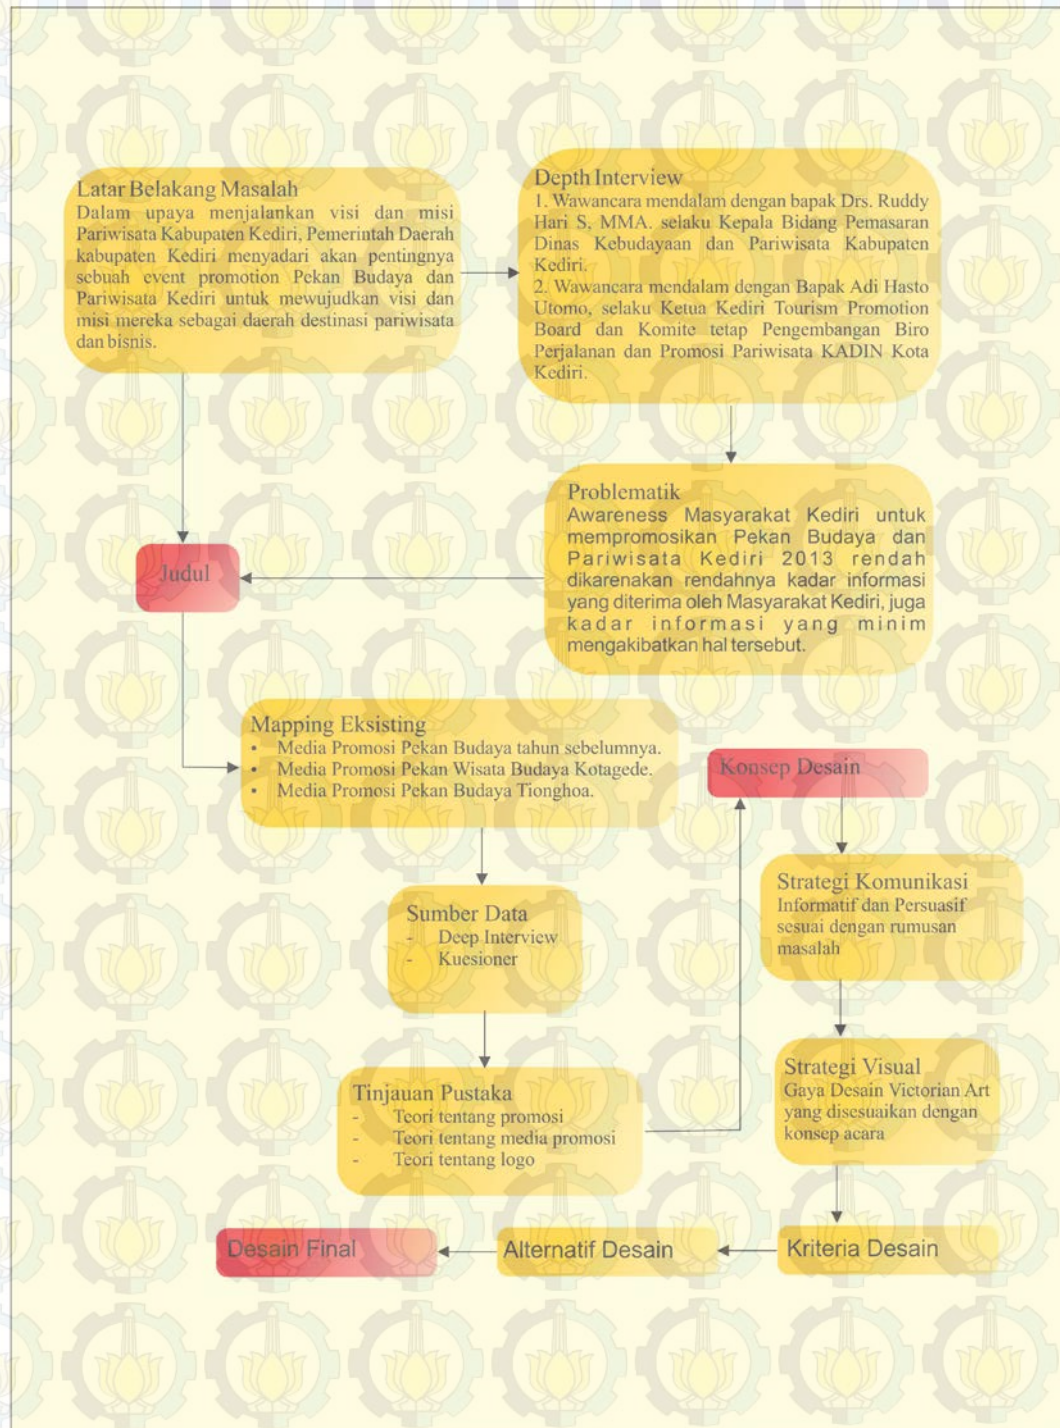 Latar Belakang Masalah
Dalam upaya menjalankan visi dan misi
Pariwisata Kabupaten Kediri, Pemerintah Daerah
kabupaten Kediri menyadari akan pentingnya
sebuah event promotion Pekan Budaya dan
Pariwisata Kediri untuk mewujudkan visi dan
misi mereka sebagai daerah destinasi pariwisata
dan bisnis.
Depth Interview
1. Wawancara mendalam dengan bapak Drs. Ruddy
Hari S, MMA. selaku Kepala Bidang Pemasaran
Dinas Kebudayaan dan Pariwisata Kabupaten
Kediri.
2. Wawancara mendalam dengan Bapak Adi Hasto
Utomo, selaku Ketua Kediri Tourism Promotion
Board dan Komite tetap Pengembangan Biro
Perjalanan dan Promosi Pariwisata KADIN Kota
Kediri.
Problematik
Awareness Masyarakat Kediri untuk
mempromosikan Pekan Budaya dan
Pariwisata Kediri 2013 rendah
dikarenakan rendahnya kadar informasi
yang diterima oleh Masyarakat Kediri, juga
kadar informasi yang minim
mengakibatkan hal tersebut.
Judul
Mapping Eksisting
• Media Promosi Pekan Budaya tahun sebelumnya.
• Media Promosi Pekan Wisata Budaya Kotagede.
• Media Promosi Pekan Budaya Tionghoa.
Sumber Data
- Deep Interview
- Kuesioner
Tinjauan Pustaka
- Teori tentang promosi
- Teori tentang media promosi
- Teori tentang logo
Konsep Desain
Strategi Komunikasi
Informatif dan Persuasif
sesuai dengan rumusan
masalah
Strategi Visual
Gaya Desain Victorian Art
yang disesuaikan dengan
konsep acara
Kriteria Desain
Alternatif Desain
Desain Final